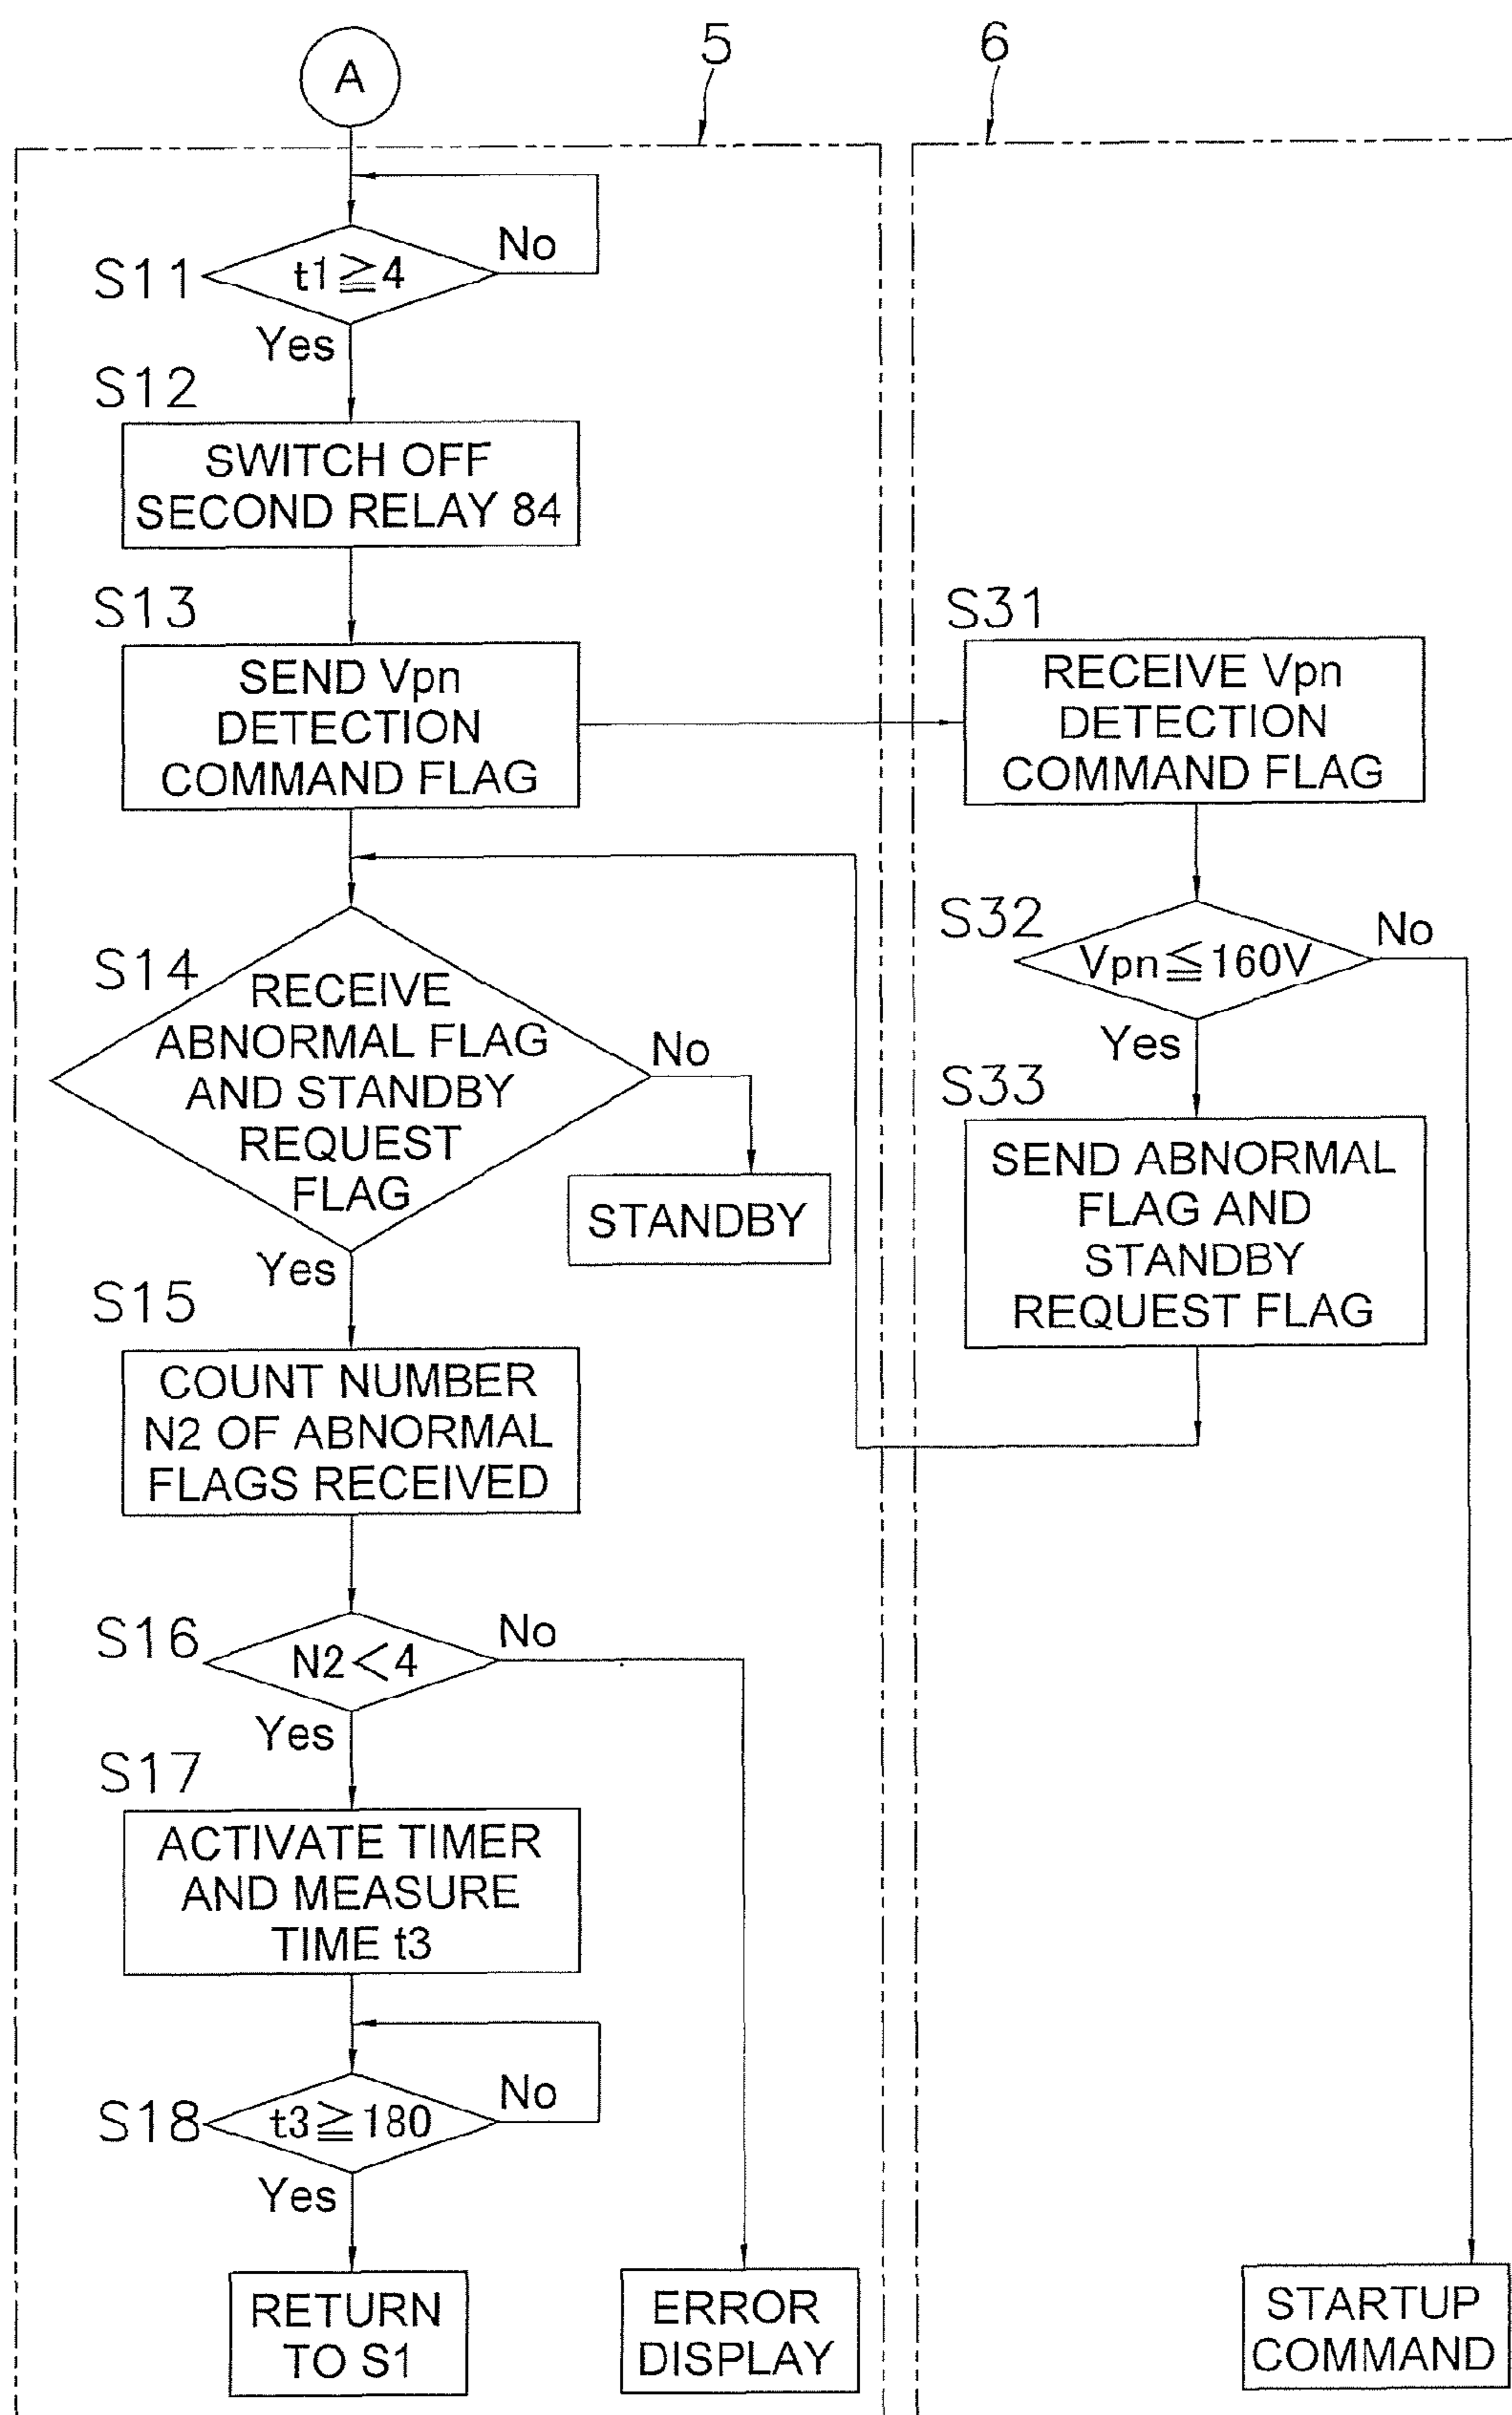 A
5
6
S11
t1≧4
No
Yes
S12
SWITCH OFF
SECOND RELAY 84
S13
SEND Vpn
DETECTION
COMMAND FLAG
S31
RECEIVE Vpn
DETECTION
COMMAND FLAG
S32
Vpn≦160V
No
Yes
S33
SEND ABNORMAL
FLAG AND
STANDBY
REQUEST FLAG
S14
RECEIVE
ABNORMAL FLAG
AND STANDBY
REQUEST
FLAG
No
STANDBY
Yes
S15
COUNT NUMBER
N2 OF ABNORMAL
FLAGS RECEIVED
S16
N2<4
No
Yes
S17
ACTIVATE TIMER
AND MEASURE
TIME t3
S18
t3≧180
No
Yes
RETURN
TO S1
ERROR
DISPLAY
STARTUP
COMMAND